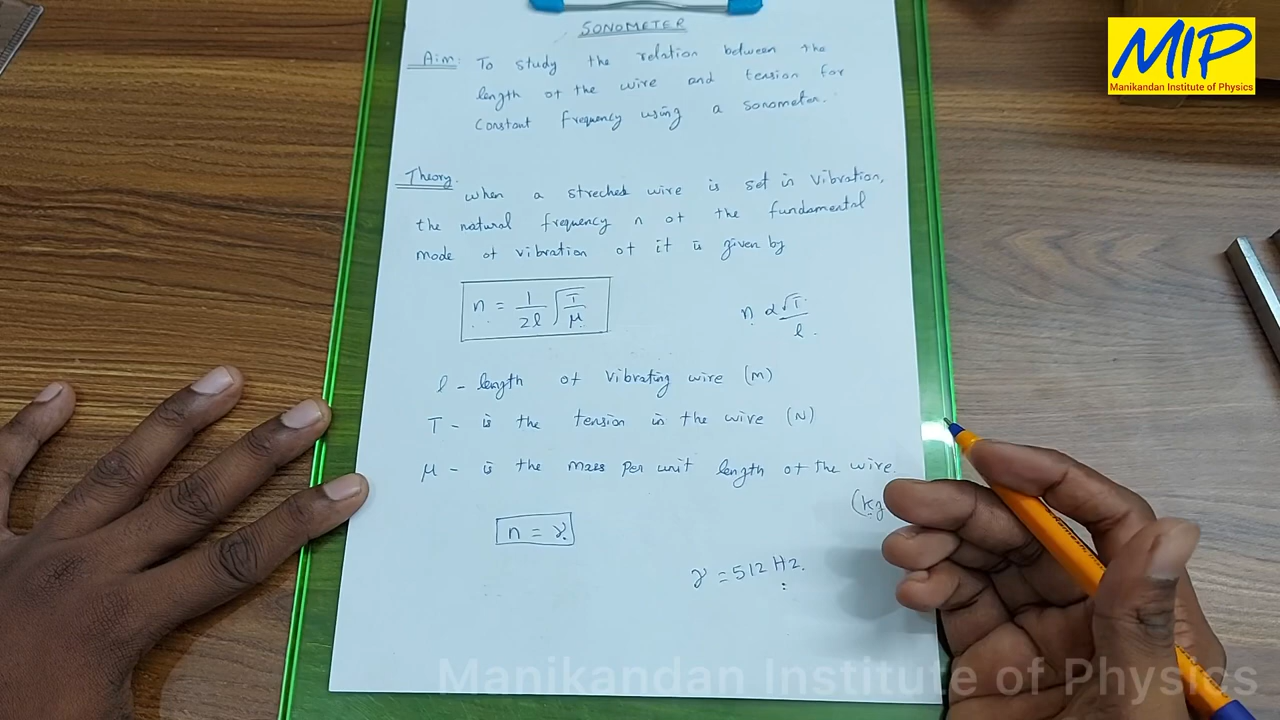 SONOMETER
MIP
Manikandan Institute of Physics
Aim: To study the relation between the
length of the wire and tension for
constant frequency using a sonometer.
Theory.
when a streched wire is set in vibration,
the natural frequency n of the fundamental
mode of vibration of it is given by
n = 1/2l √T/μ
n α √T/l.
l - length of vibrating wire (m)
T - is the tension in the wire (N)
μ - is the mass per unit length of the wire.
(kg
n = γ
γ = 512 Hz.
Manikandan Institute of Physics